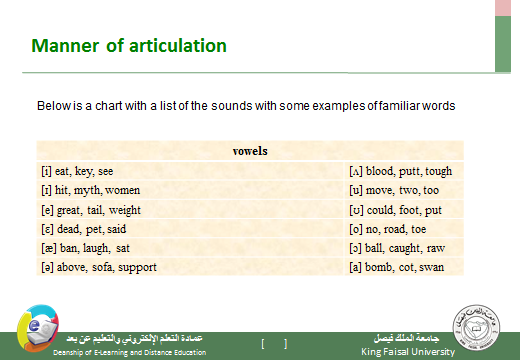 Manner of articulation
Below is a chart with a list of the sounds with some examples of familiar words
vowels
[i] eat, key, see
[ʌ] blood, putt, tough
[ɪ] hit, myth, women
[u] move, two, too
[e] great, tail, weight
[ʊ] could, foot, put
[ɛ] dead, pet, said
[o] no, road, toe
[æ] ban, laugh, sat
[ɔ] ball, caught, raw
[ə] above, sofa, support
[a] bomb, cot, swan
عمادة التعلم الإلكتروني والتعليم عن بعد
Deanship of E-Learning and Distance Education
[ ]
جامعة الملك فيصل
King Faisal University